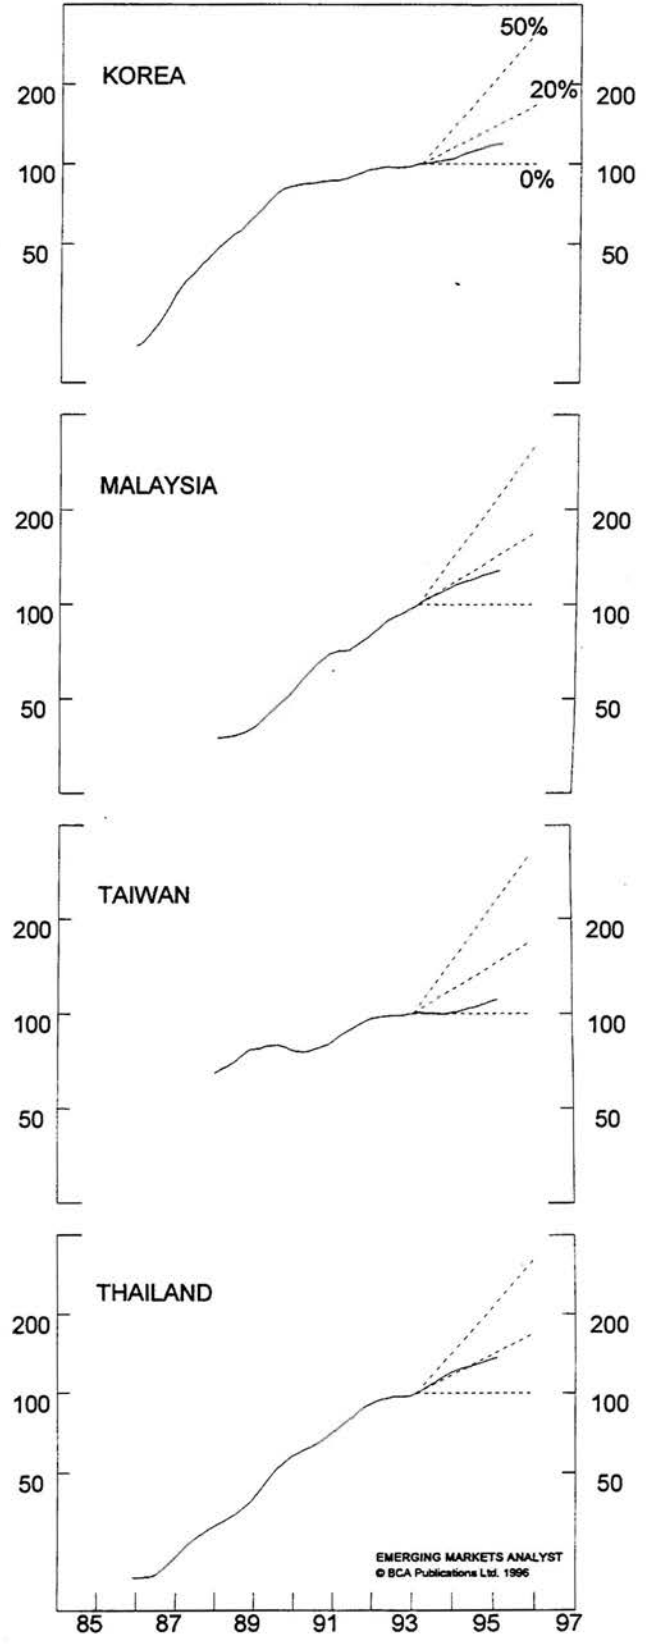 50%
KOREA
20%
200 200
100 100
0%
50 50
MALAYSIA
200 200
100 100
50 50
TAIWAN
200 200
100 100
50 50
THAILAND
200 200
100 100
50 50
EMERGING MARKETS ANALYST
© BCA Publications Ltd. 1996
85 87 89 91 93 95 97